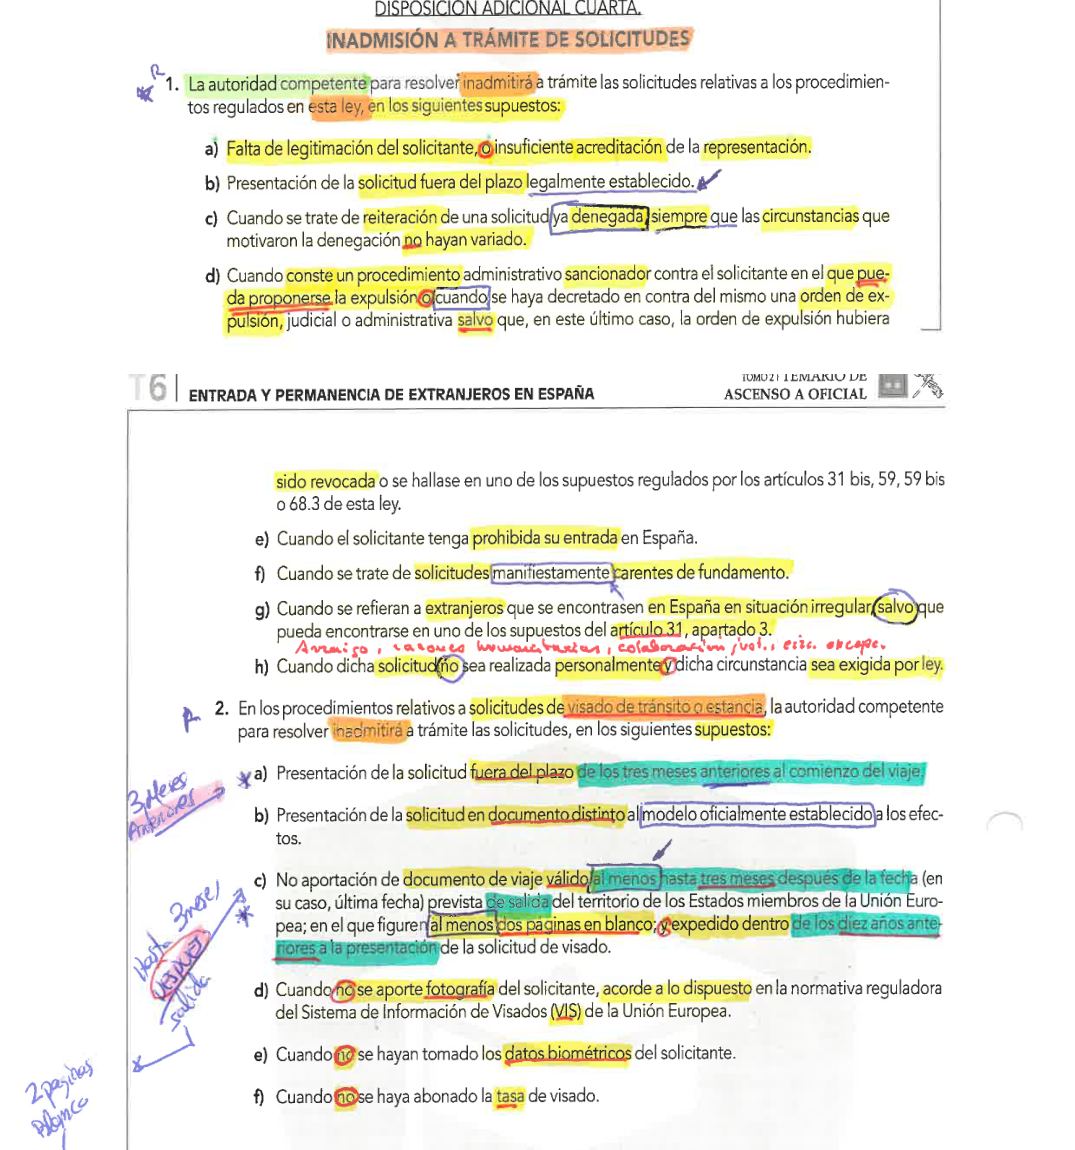 DISPOSICIÓN ADICIONAL CUARTA.
INADMISIÓN A TRÁMITE DE SOLICITUDES
R
1. La autoridad competente para resolver inadmitirá a trámite las solicitudes relativas a los procedimien-
tos regulados en esta ley, en los siguientes supuestos:
a) Falta de legitimación del solicitante, o insuficiente acreditación de la representación.
b) Presentación de la solicitud fuera del plazo legalmente establecido.
c) Cuando se trate de reiteración de una solicitud ya denegada, siempre que las circunstancias que
motivaron la denegación no hayan variado.
d) Cuando conste un procedimiento administrativo sancionador contra el solicitante en el que pue-
da proponerse la expulsión o cuando se haya decretado en contra del mismo una orden de ex-
pulsión, judicial o administrativa salvo que, en este último caso, la orden de expulsión hubiera
T6 ENTRADA Y PERMANENCIA DE EXTRANJEROS EN ESPAÑA
TOMO 2 | TEMARIO DE
ASCENSO A OFICIAL
sido revocada o se hallase en uno de los supuestos regulados por los artículos 31 bis, 59, 59 bis
o 68.3 de esta ley.
e) Cuando el solicitante tenga prohibida su entrada en España.
f) Cuando se trate de solicitudes manifiestamente carentes de fundamento.
g) Cuando se refieran a extranjeros que se encontrasen en España en situación irregular, salvo que
pueda encontrarse en uno de los supuestos del artículo 31, apartado 3.
Arraigo, razones humanitarias, colaboración just., circ. excepc.
h) Cuando dicha solicitud no sea realizada personalmente y dicha circunstancia sea exigida por ley.
R
2. En los procedimientos relativos a solicitudes de visado de tránsito o estancia, la autoridad competente
para resolver inadmitirá a trámite las solicitudes, en los siguientes supuestos:
a) Presentación de la solicitud fuera del plazo de los tres meses anteriores al comienzo del viaje.
3 Meses
Anteriores
b) Presentación de la solicitud en documento distinto al modelo oficialmente establecido a los efec-
tos.
c) No aportación de documento de viaje válido al menos hasta tres meses después de la fecha (en
su caso, última fecha) prevista de salida del territorio de los Estados miembros de la Unión Euro-
pea; en el que figuren al menos dos páginas en blanco; y expedido dentro de los diez años ante-
riores a la presentación de la solicitud de visado.
Hasta 3 meses
DESPUES
salida
d) Cuando no se aporte fotografía del solicitante, acorde a lo dispuesto en la normativa reguladora
del Sistema de Información de Visados (VIS) de la Unión Europea.
e) Cuando no se hayan tomado los datos biométricos del solicitante.
2 paginas
Blanco
f) Cuando no se haya abonado la tasa de visado.